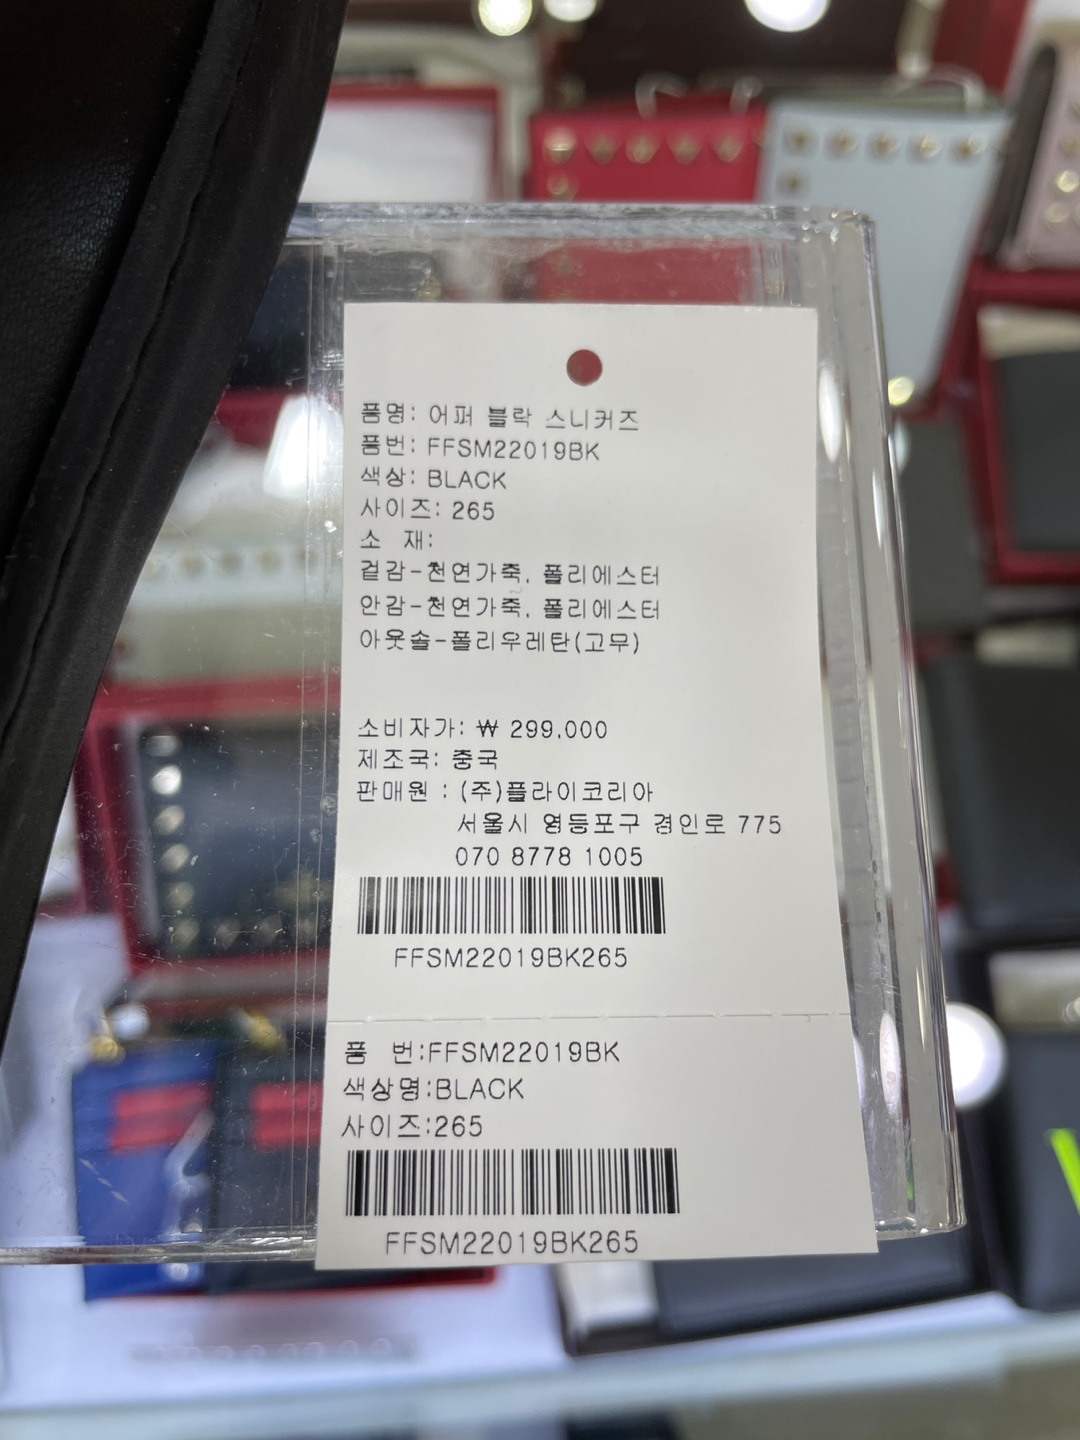 품명: 어퍼 블락 스니커즈
품번: FFSM22019BK
색상: BLACK
사이즈: 265
소 재:
겉감-천연가죽, 폴리에스터
안감-천연가죽, 폴리에스터
아웃솔-폴리우레탄(고무)
소비자가: ₩ 299,000
제조국: 중국
판매원 : (주)플라이코리아
서울시 영등포구 경인로 775
070 8778 1005
FFSM22019BK265
품 번:FFSM22019BK
색상명:BLACK
사이즈:265
FFSM22019BK265